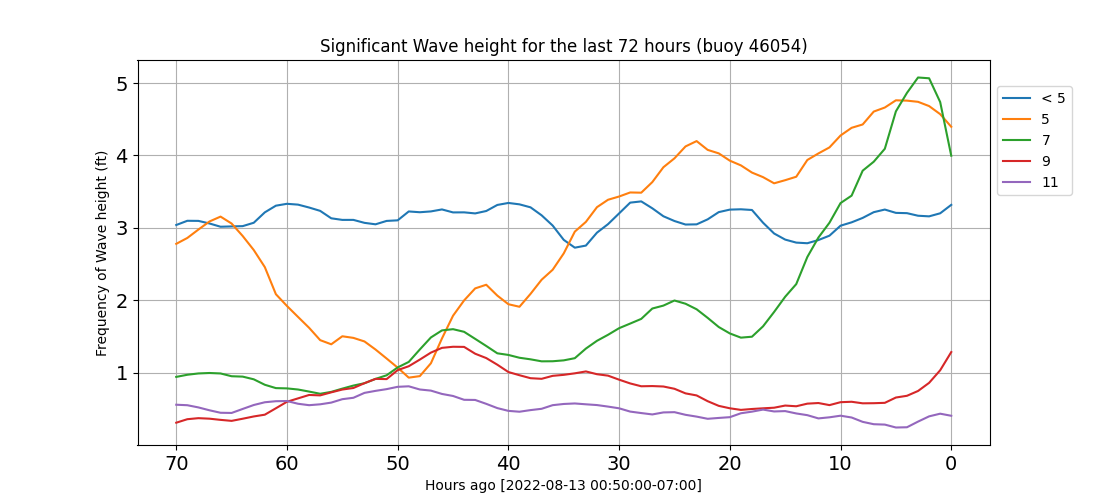 Significant Wave height for the last 72 hours (buoy 46054)
Frequency of Wave height (ft)
5
4
3
2
1
70 60 50 40 30 20 10 0
Hours ago [2022-08-13 00:50:00-07:00]
< 5
5
7
9
11